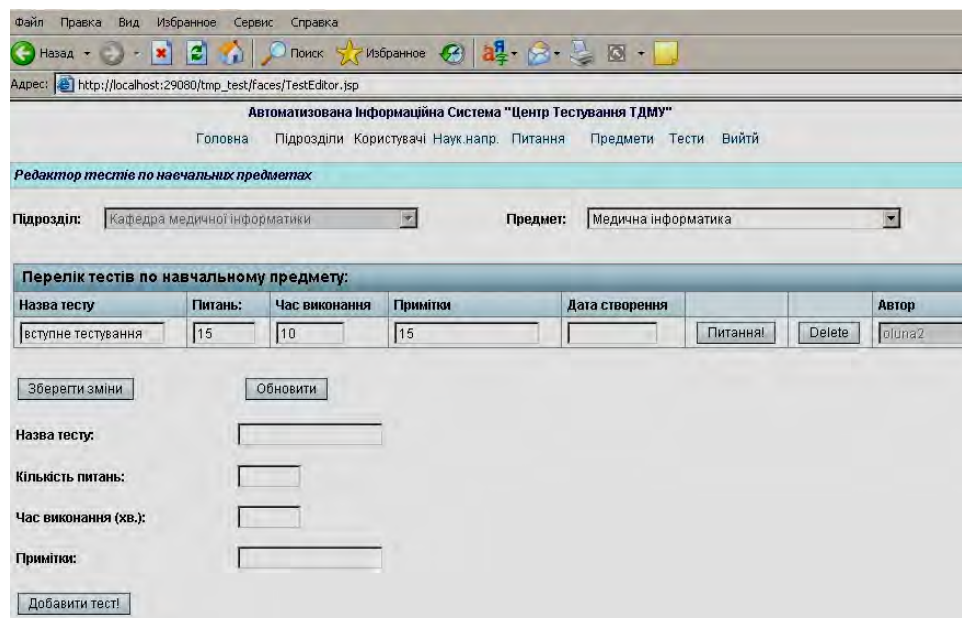 Файл Правка Вид Избранное Сервис Справка
Назад Поиск Избранное
Адрес: http://localhost:29080/tmp_test/faces/TestEditor.jsp
Автоматизована Інформаційна Система "Центр Тестування ТДМУ"
Головна Підрозділи Користувачі Наук.напр. Питання Предмети Тести Вийти
Редактор тестів по навчальних предметах
Підрозділ: Кафедра медичної інформатики Предмет: Медична інформатика
Перелік тестів по навчальному предмету:
Назва тесту Питань: Час виконання Примітки Дата створення Автор
вступне тестування 15 10 15 Питання! Delete oluna2
Зберегти зміни Обновити
Назва тесту:
Кількість питань:
Час виконання (хв.):
Примітки:
Добавити тест!